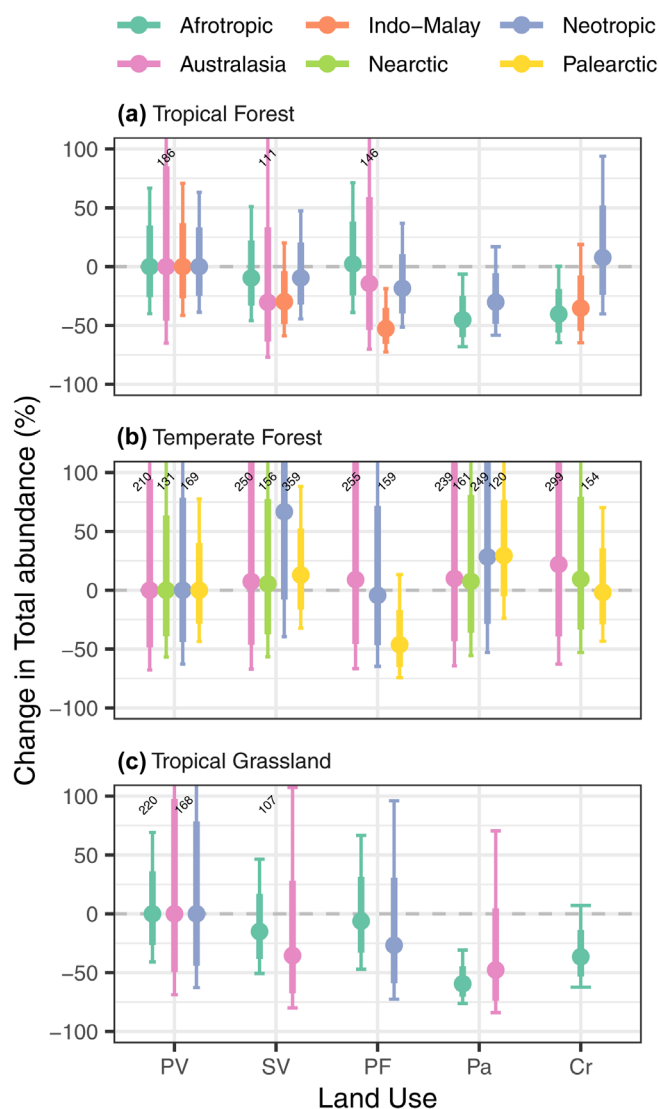 Afrotropic Indo−Malay Neotropic
Australasia Nearctic Palearctic
(a) Tropical Forest
100
50
0
−50
−100
186 111 146
(b) Temperate Forest
100
50
0
−50
−100
210 131 169 250 156 359 255 159 239 161 249 120 299 154
(c) Tropical Grassland
100
50
0
−50
−100
220 168 107
PV SV PF Pa Cr
Land Use
Change in Total abundance (%)